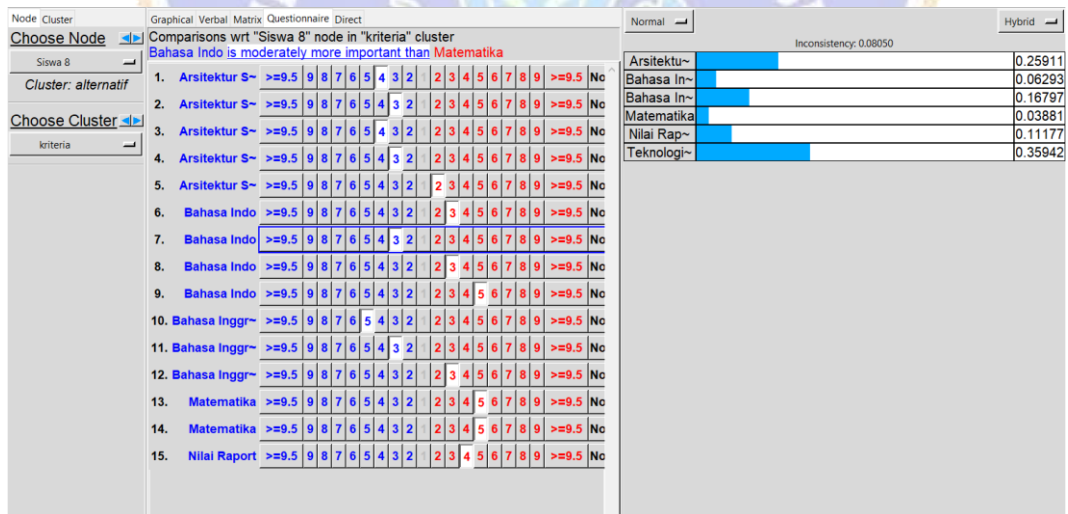 Node Cluster
Choose Node
Siswa 8
Cluster: alternatif
Choose Cluster
kriteria
Graphical Verbal Matrix Questionnaire Direct
Comparisons wrt "Siswa 8" node in "kriteria" cluster
Bahasa Indo is moderately more important than Matematika
1. Arsitektur S~ >=9.5 9 8 7 6 5 4 3 2 1 2 3 4 5 6 7 8 9 >=9.5 No
2. Arsitektur S~ >=9.5 9 8 7 6 5 4 3 2 1 2 3 4 5 6 7 8 9 >=9.5 No
3. Arsitektur S~ >=9.5 9 8 7 6 5 4 3 2 1 2 3 4 5 6 7 8 9 >=9.5 No
4. Arsitektur S~ >=9.5 9 8 7 6 5 4 3 2 1 2 3 4 5 6 7 8 9 >=9.5 No
5. Arsitektur S~ >=9.5 9 8 7 6 5 4 3 2 1 2 3 4 5 6 7 8 9 >=9.5 No
6. Bahasa Indo >=9.5 9 8 7 6 5 4 3 2 1 2 3 4 5 6 7 8 9 >=9.5 No
7. Bahasa Indo >=9.5 9 8 7 6 5 4 3 2 1 2 3 4 5 6 7 8 9 >=9.5 No
8. Bahasa Indo >=9.5 9 8 7 6 5 4 3 2 1 2 3 4 5 6 7 8 9 >=9.5 No
9. Bahasa Indo >=9.5 9 8 7 6 5 4 3 2 1 2 3 4 5 6 7 8 9 >=9.5 No
10. Bahasa Inggr~ >=9.5 9 8 7 6 5 4 3 2 1 2 3 4 5 6 7 8 9 >=9.5 No
11. Bahasa Inggr~ >=9.5 9 8 7 6 5 4 3 2 1 2 3 4 5 6 7 8 9 >=9.5 No
12. Bahasa Inggr~ >=9.5 9 8 7 6 5 4 3 2 1 2 3 4 5 6 7 8 9 >=9.5 No
13. Matematika >=9.5 9 8 7 6 5 4 3 2 1 2 3 4 5 6 7 8 9 >=9.5 No
14. Matematika >=9.5 9 8 7 6 5 4 3 2 1 2 3 4 5 6 7 8 9 >=9.5 No
15. Nilai Raport >=9.5 9 8 7 6 5 4 3 2 1 2 3 4 5 6 7 8 9 >=9.5 No
Normal Hybrid
Inconsistency: 0.08050
Arsitektu~ 0.25911
Bahasa In~ 0.06293
Bahasa In~ 0.16797
Matematika 0.03881
Nilai Rap~ 0.11177
Teknologi~ 0.35942